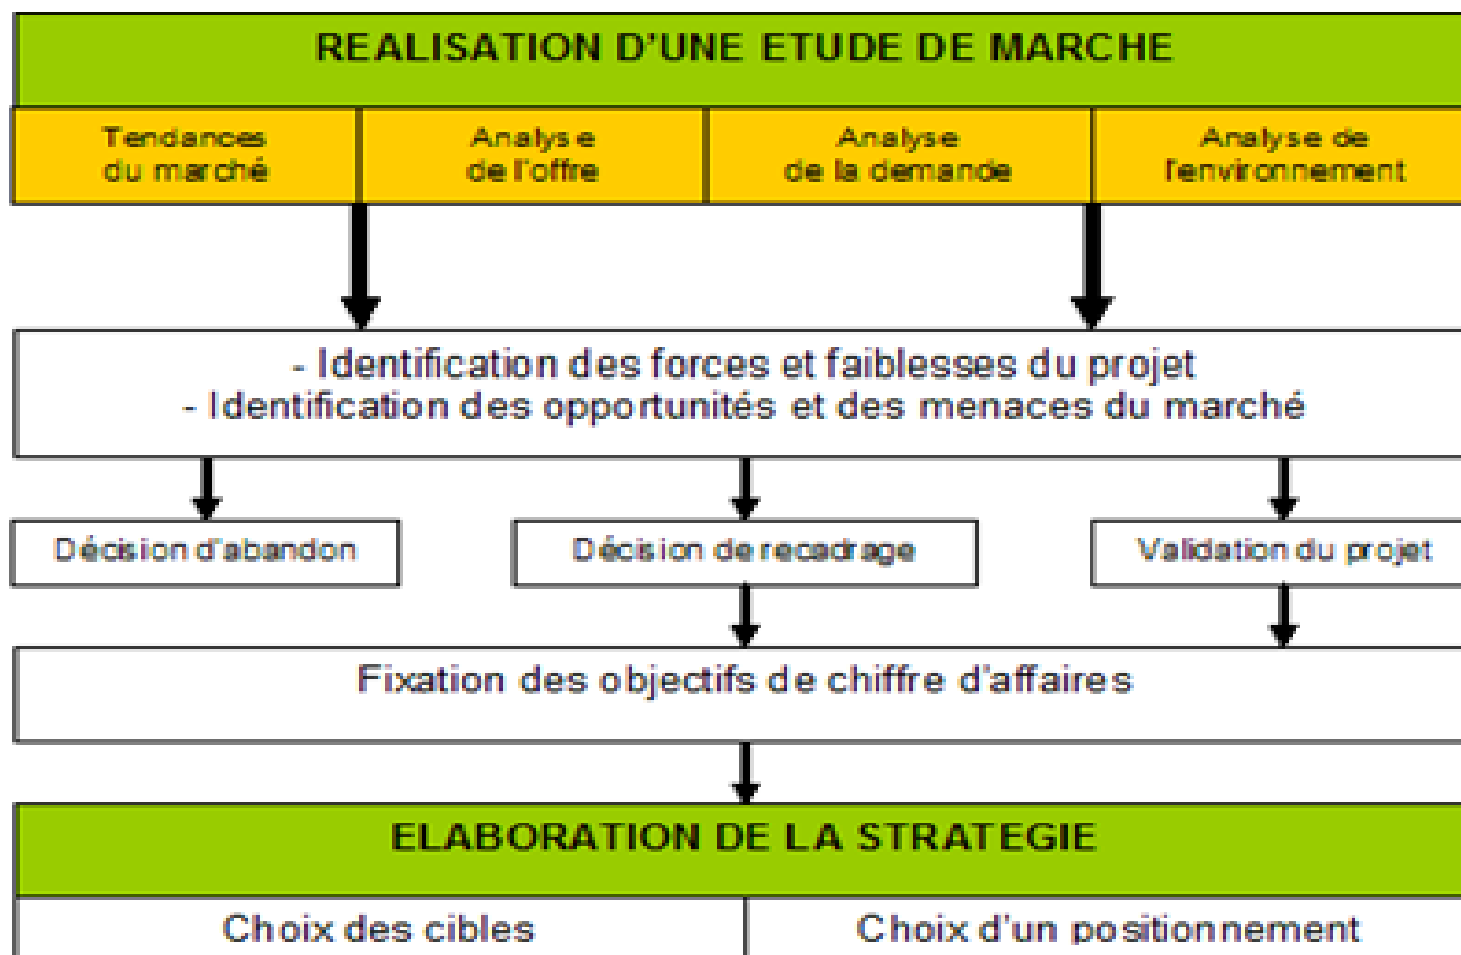 REALISATION D'UNE ETUDE DE MARCHE
Tendances
du marché
Analyse
de l'offre
Analyse
de la demande
Analyse de
l'environnement
- Identification des forces et faiblesses du projet
- Identification des opportunités et des menaces du marché
Décision d'abandon
Décision de recadrage
Validation du projet
Fixation des objectifs de chiffre d'affaires
ELABORATION DE LA STRATEGIE
Choix des cibles
Choix d'un positionnement